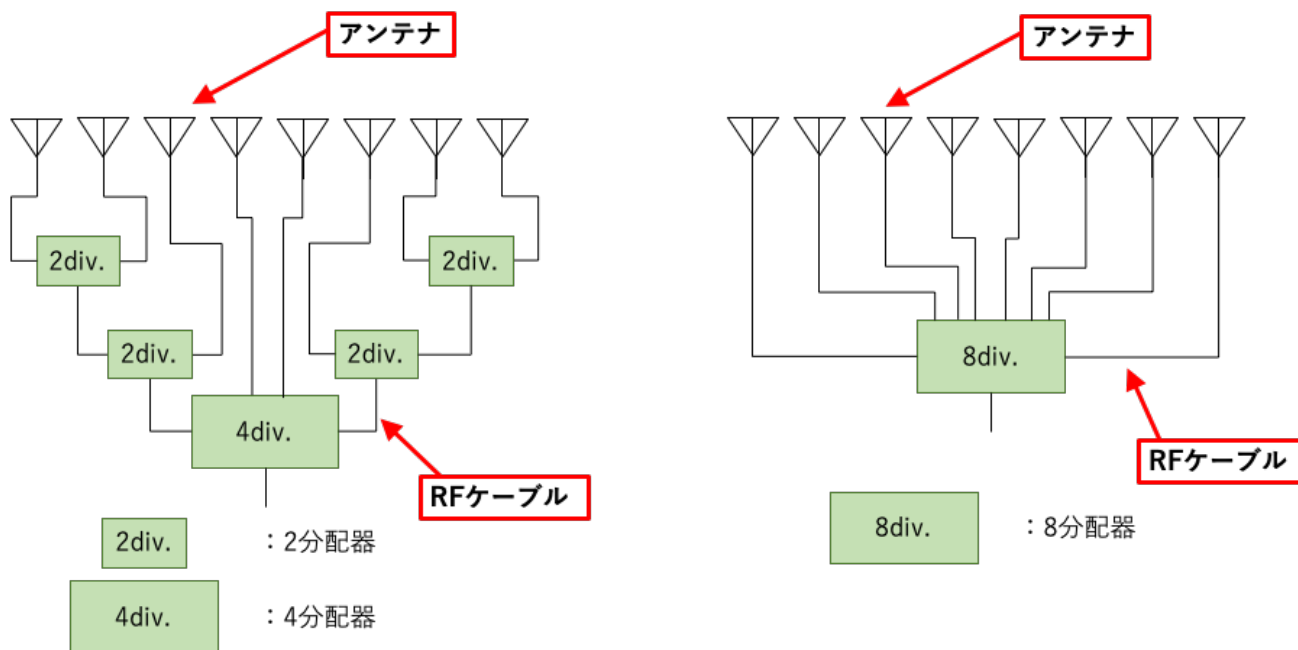 アンテナ
アンテナ
2div.
2div.
2div.
2div.
8div.
4div.
RFケーブル
RFケーブル
2div.
：2分配器
8div.
：8分配器
4div.
：4分配器